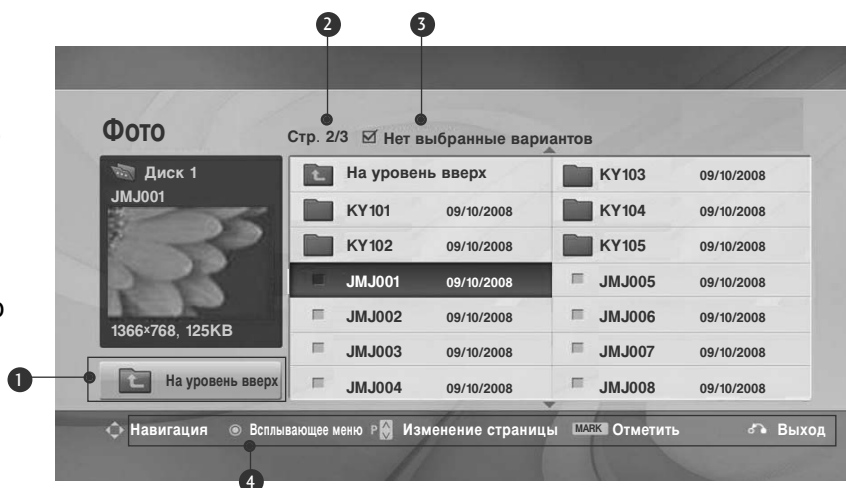 2 3
Фото
Стр. 2/3 Нет выбранные вариантов
Диск 1
JMJ001
1366x768, 125KB
На уровень вверх
На уровень вверх
KY101 09/10/2008
KY102 09/10/2008
JMJ001 09/10/2008
JMJ002 09/10/2008
JMJ003 09/10/2008
JMJ004 09/10/2008
KY103 09/10/2008
KY104 09/10/2008
KY105 09/10/2008
JMJ005 09/10/2008
JMJ006 09/10/2008
JMJ007 09/10/2008
JMJ008 09/10/2008
1
Навигация Всплывающее меню P Изменение страницы MARK Отметить Выход
4